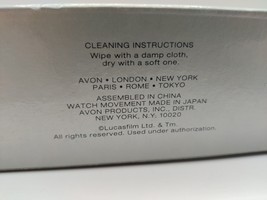 CLEANING INSTRUCTIONS
Wipe with a damp cloth,
dry with a soft one.
AVON • LONDON • NEW YORK
PARIS • ROME • TOKYO
ASSEMBLED IN CHINA
WATCH MOVEMENT MADE IN JAPAN
AVON PRODUCTS, INC., DISTR.
NEW YORK, N.Y. 10020
©Lucasfilm Ltd. & Tm.
All rights reserved. Used under authorization.